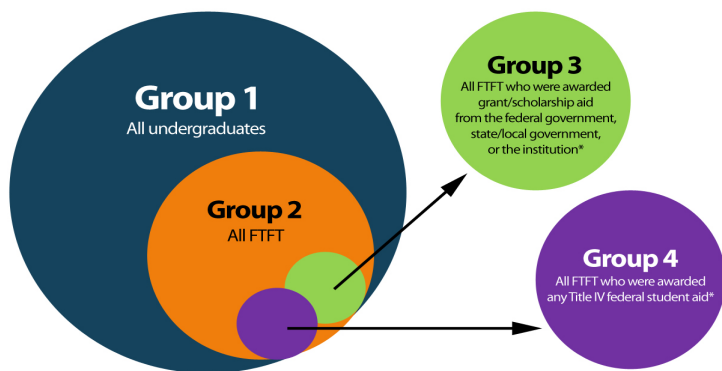 Group 1
All undergraduates
Group 2
All FTFT
Group 3
All FTFT who were awarded
grant/scholarship aid
from the federal government,
state/local government,
or the institution*
Group 4
All FTFT who were awarded
any Title IV federal student aid*